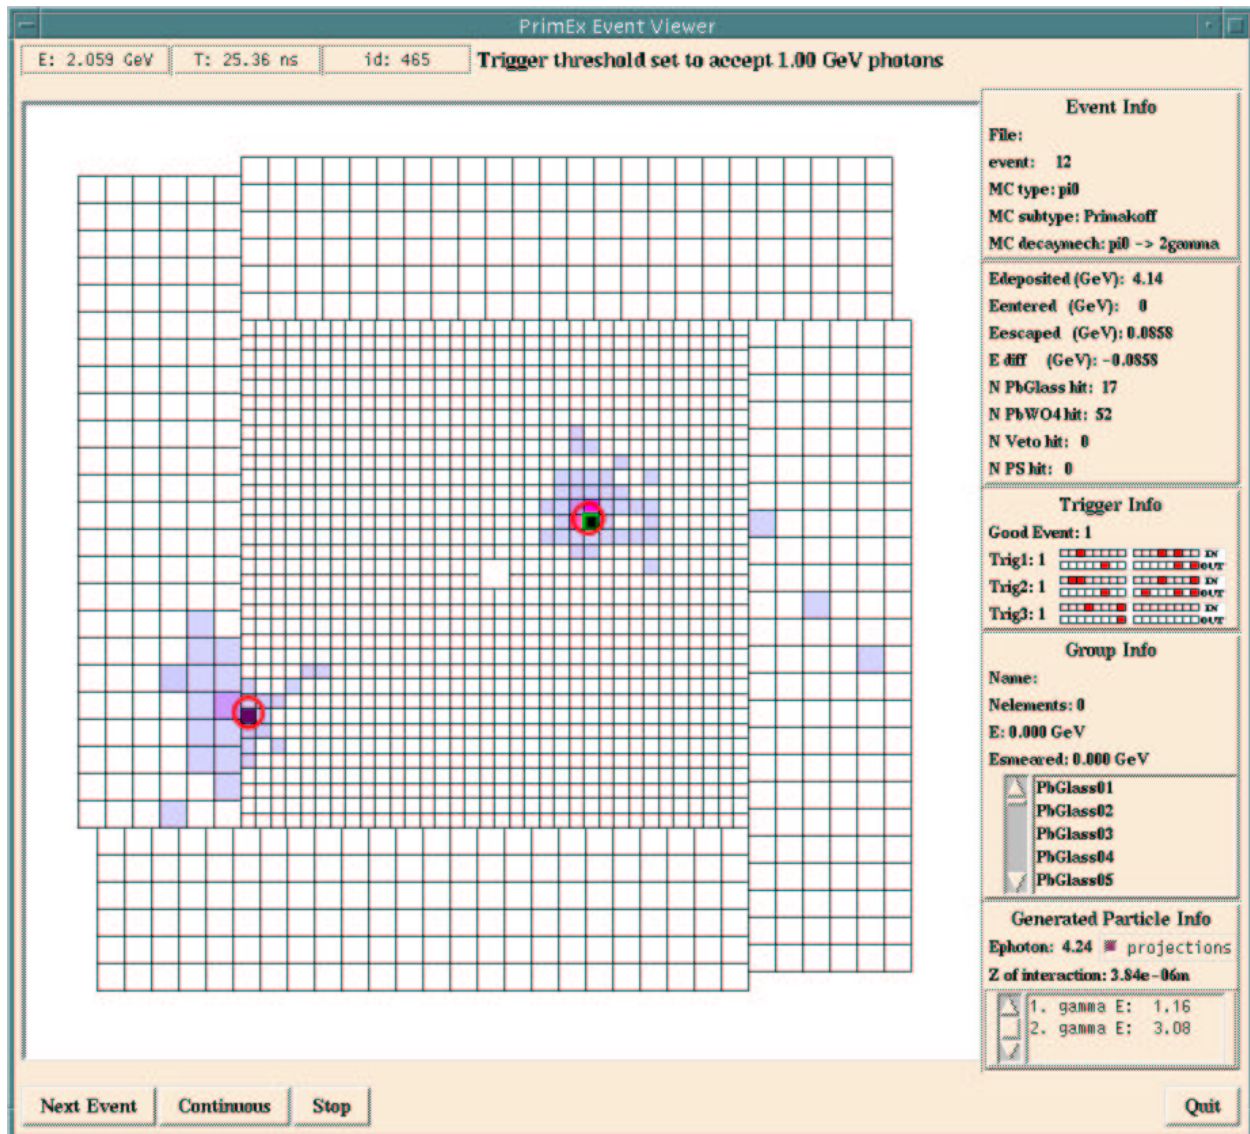 PrimEx Event Viewer
E: 2.059 GeV T: 25.36 ns id: 465 Trigger threshold set to accept 1.00 GeV photons
Event Info
File:
event: 12
MC type: pi0
MC subtype: Primakoff
MC decaymech: pi0 -> 2gamma
Edeposited (GeV): 4.14
Eentered (GeV): 0
Eescaped (GeV): 0.0858
E diff (GeV): -0.0858
N PbGlass hit: 17
N PbWO4 hit: 52
N Veto hit: 0
N PS hit: 0
Trigger Info
Good Event: 1
Trig1: 1 IN
OUT
Trig2: 1 IN
OUT
Trig3: 1 IN
OUT
Group Info
Name:
Nelements: 0
E: 0.000 GeV
Esmeared: 0.000 GeV
PbGlass01
PbGlass02
PbGlass03
PbGlass04
PbGlass05
Generated Particle Info
Ephoton: 4.24 projections
Z of interaction: 3.84e-06m
1. gamma E: 1.16
2. gamma E: 3.08
Next Event Continuous Stop Quit